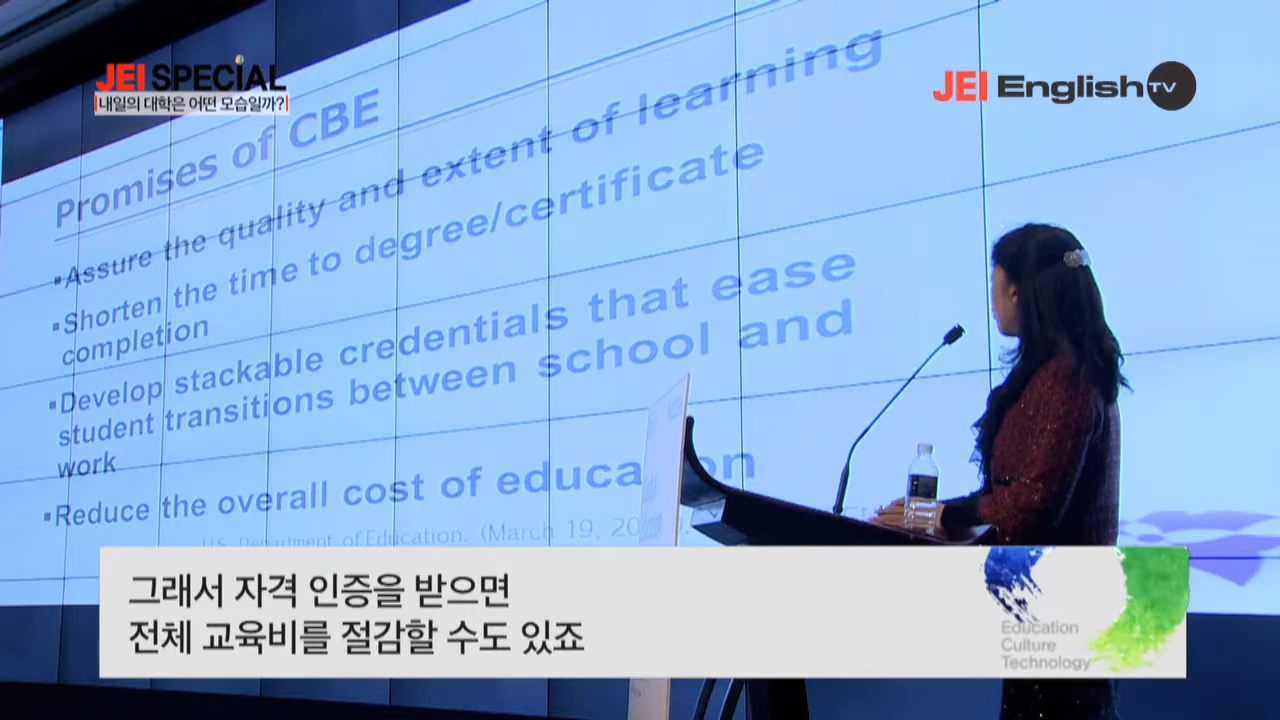 JEI SPECIAL
내일의 대학은 어떤 모습일까?
JEI English TV
Promises of CBE
▪Assure the quality and extent of learning
▪Shorten the time to degree/certificate
completion
▪Develop stackable credentials that ease
student transitions between school and
work
▪Reduce the overall cost of education
U.S. Department of Education. (March 19, 20
그래서 자격 인증을 받으면
전체 교육비를 절감할 수도 있죠
Education
Culture
Technology